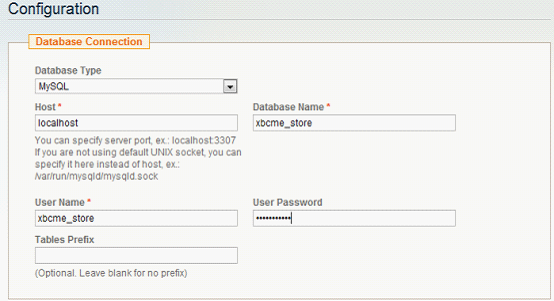 Configuration
Database Connection
Database Type
MySQL
Host * Database Name *
localhost xbcme_store
You can specify server port, ex.: localhost:3307
If you are not using default UNIX socket, you can
specify it here instead of host, ex.:
/var/run/mysqld/mysqld.sock
User Name * User Password
xbcme_store •••••••••••
Tables Prefix
(Optional. Leave blank for no prefix)